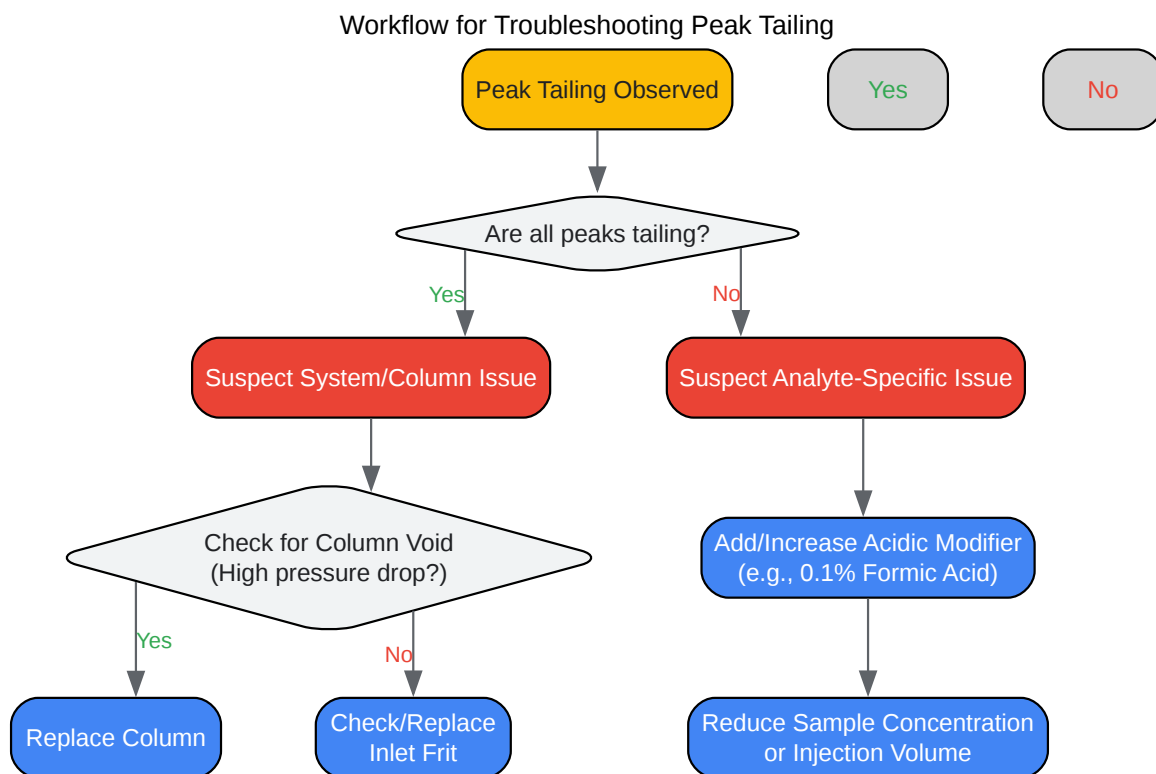 Workflow for Troubleshooting Peak Tailing
Peak Tailing Observed
Yes
No
Are all peaks tailing?
Yes
No
Suspect System/Column Issue
Suspect Analyte-Specific Issue
Check for Column Void
(High pressure drop?)
Add/Increase Acidic Modifier
(e.g., 0.1% Formic Acid)
Yes
No
Replace Column
Check/Replace
Inlet Frit
Reduce Sample Concentration
or Injection Volume